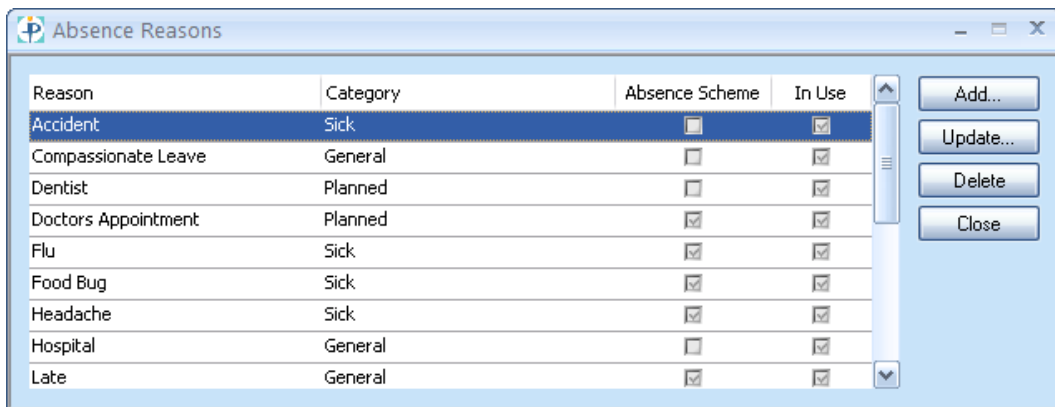 Absence Reasons
Reason Category Absence Scheme In Use
Accident Sick
Compassionate Leave General
Dentist Planned
Doctors Appointment Planned
Flu Sick
Food Bug Sick
Headache Sick
Hospital General
Late General
Add...
Update...
Delete
Close